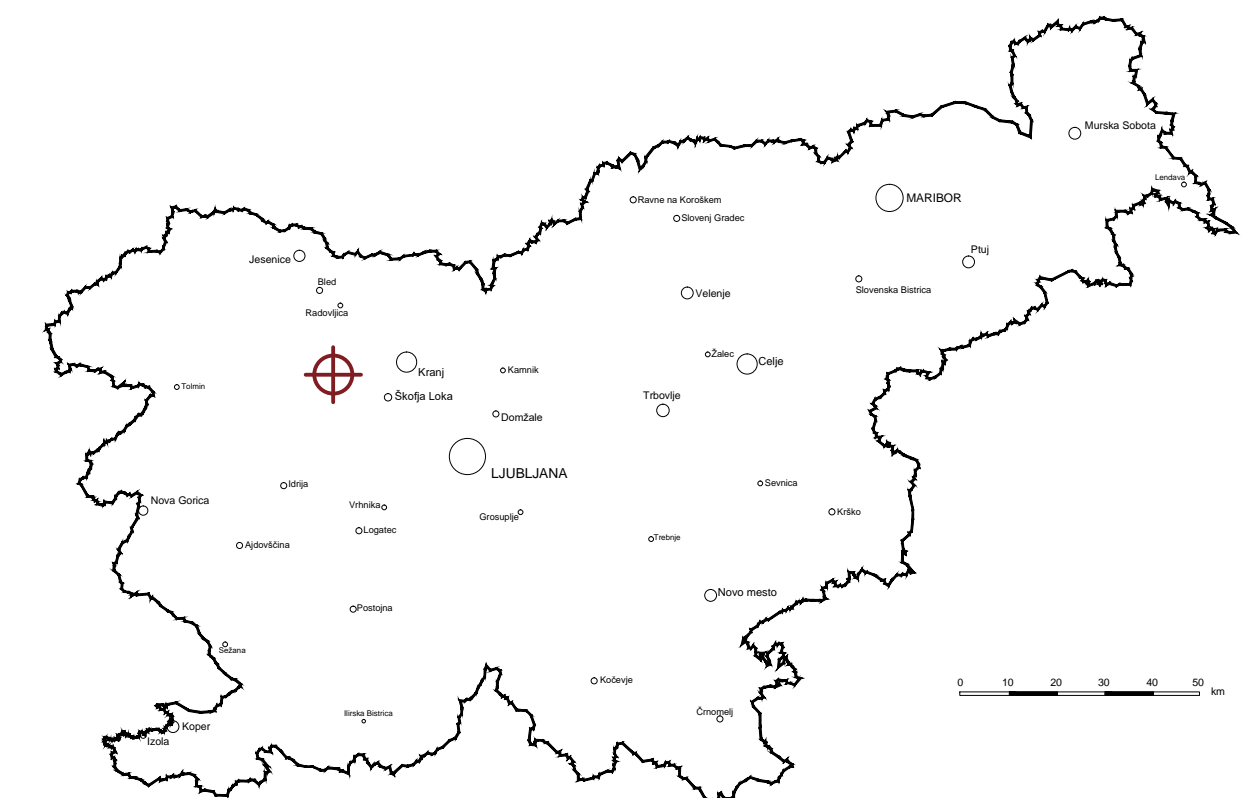 Murska Sobota
Lendava
MARIBOR
Ravne na Koroškem
Slovenj Gradec
Ptuj
Jesenice
Bled
Slovenska Bistrica
Velenje
Radovljica
Žalec
Celje
Kranj
Kamnik
Tolmin
Škofja Loka
Trbovlje
Domžale
LJUBLJANA
Idrija
Sevnica
Nova Gorica
Vrhnika
Krško
Grosuplje
Logatec
Trebnje
Ajdovščina
Novo mesto
Postojna
Sežana
Kočevje
0 10 20 30 40 50 km
Ilirska Bistrica
Črnomelj
Koper
Izola